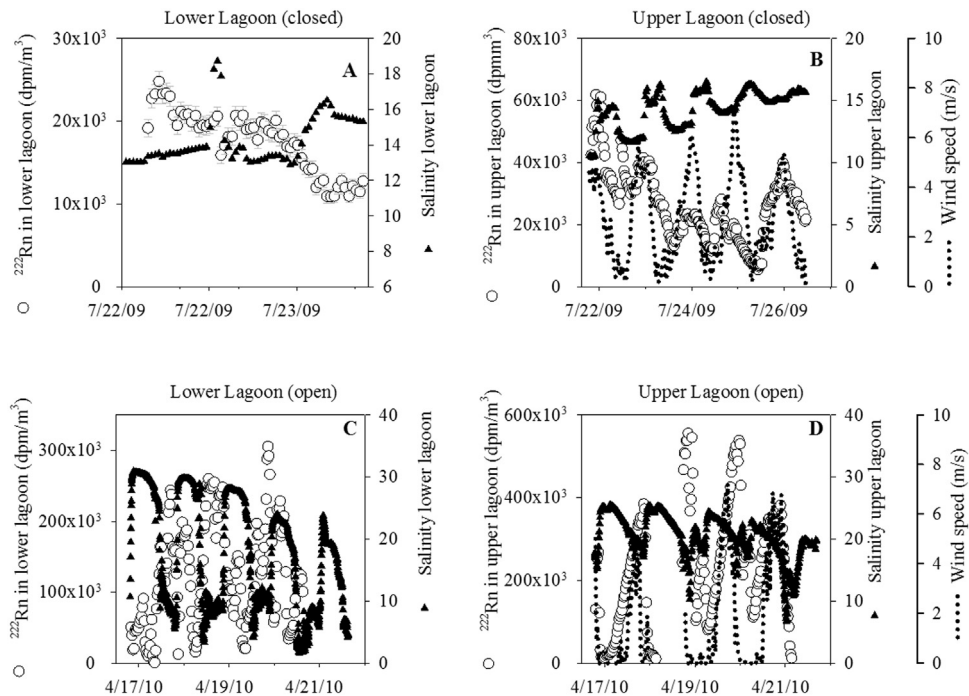 Lower Lagoon (closed)
Upper Lagoon (closed)
30x10³
20x10³
10x10³
0
²²²Rn in lower lagoon (dpm/m³)
A
20
18
16
14
12
10
8
6
Salinity lower lagoon
7/22/09
7/22/09
7/23/09
80x10³
60x10³
40x10³
20x10³
0
²²²Rn in upper lagoon (dpmm³)
B
20
15
10
5
0
Salinity upper lagoon
10
8
6
4
2
0
Wind speed (m/s)
7/22/09
7/24/09
7/26/09
Lower Lagoon (open)
Upper Lagoon (open)
300x10³
200x10³
100x10³
0
²²²Rn in lower lagoon (dpm/m³)
C
40
30
20
10
0
Salinity lower lagoon
4/17/10
4/19/10
4/21/10
600x10³
400x10³
200x10³
0
²²²Rn in upper lagoon (dpm/m³)
D
40
30
20
10
0
Salinity upper lagoon
10
8
6
4
2
0
Wind speed (m/s)
4/17/10
4/19/10
4/21/10